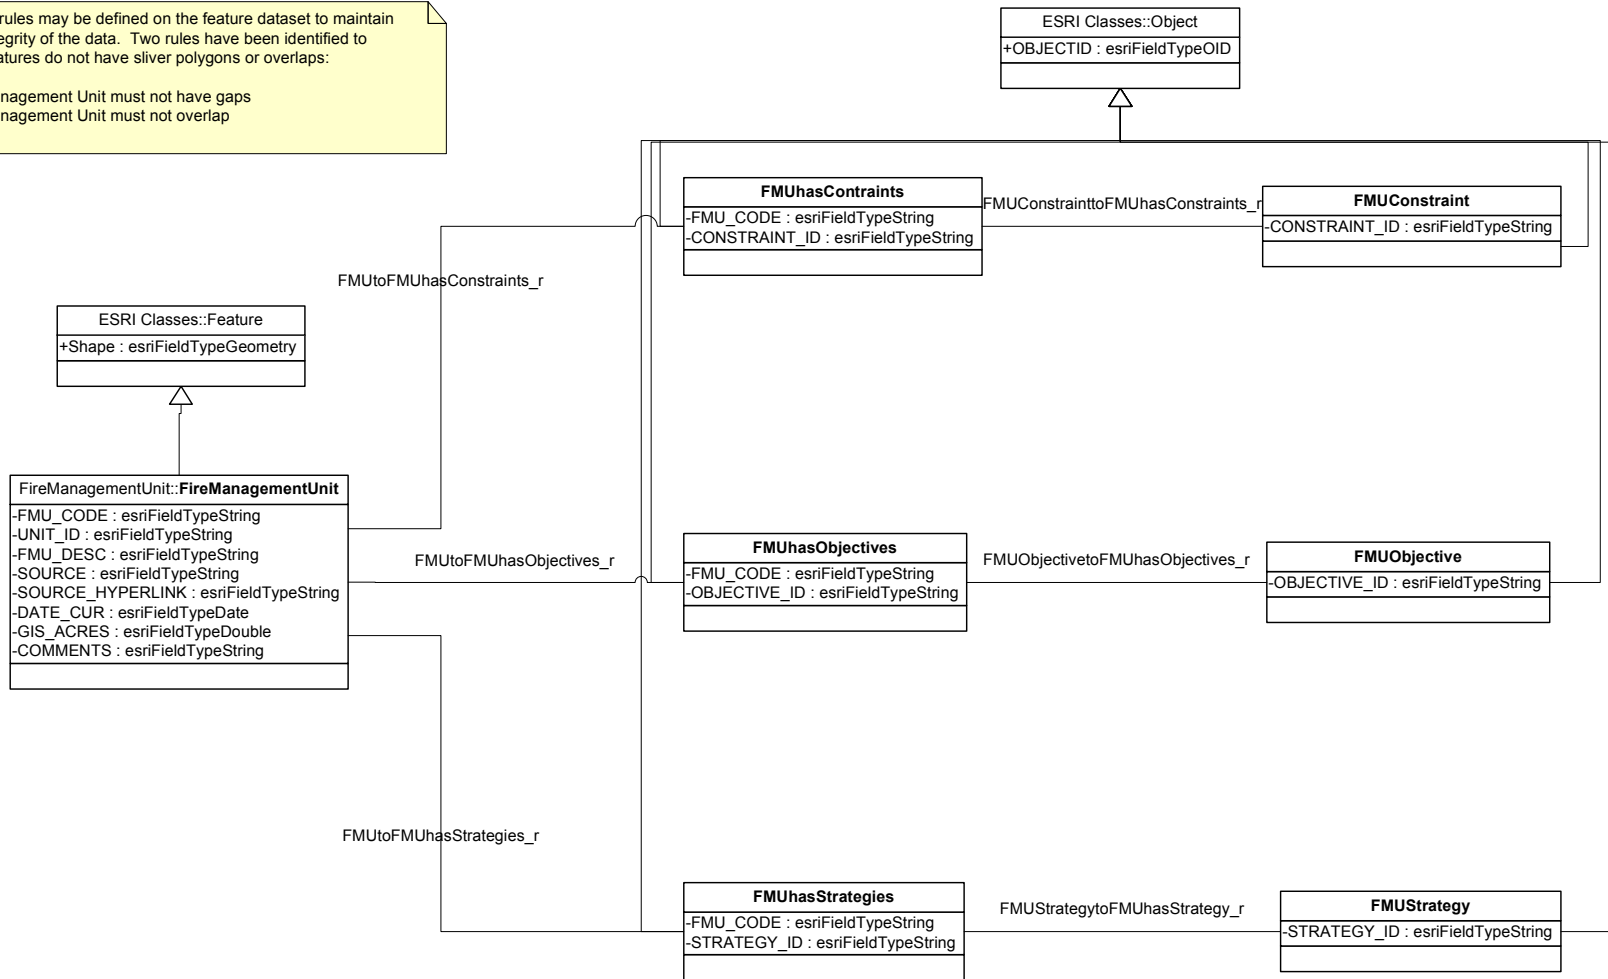 rules may be defined on the feature dataset to maintain
egrity of the data. Two rules have been identified to
atures do not have sliver polygons or overlaps:
nagement Unit must not have gaps
nagement Unit must not overlap
ESRI Classes::Object
+OBJECTID : esriFieldTypeOID
FMUhasContraints
-FMU_CODE : esriFieldTypeString
-CONSTRAINT_ID : esriFieldTypeString
FMUConstrainttoFMUhasConstraints_r
FMUConstraint
-CONSTRAINT_ID : esriFieldTypeString
FMUtoFMUhasConstraints_r
ESRI Classes::Feature
+Shape : esriFieldTypeGeometry
FireManagementUnit::FireManagementUnit
-FMU_CODE : esriFieldTypeString
-UNIT_ID : esriFieldTypeString
-FMU_DESC : esriFieldTypeString
-SOURCE : esriFieldTypeString
-SOURCE_HYPERLINK : esriFieldTypeString
-DATE_CUR : esriFieldTypeDate
-GIS_ACRES : esriFieldTypeDouble
-COMMENTS : esriFieldTypeString
FMUtoFMUhasObjectives_r
FMUhasObjectives
-FMU_CODE : esriFieldTypeString
-OBJECTIVE_ID : esriFieldTypeString
FMUObjectivetoFMUhasObjectives_r
FMUObjective
-OBJECTIVE_ID : esriFieldTypeString
FMUtoFMUhasStrategies_r
FMUhasStrategies
-FMU_CODE : esriFieldTypeString
-STRATEGY_ID : esriFieldTypeString
FMUStrategytoFMUhasStrategy_r
FMUStrategy
-STRATEGY_ID : esriFieldTypeString